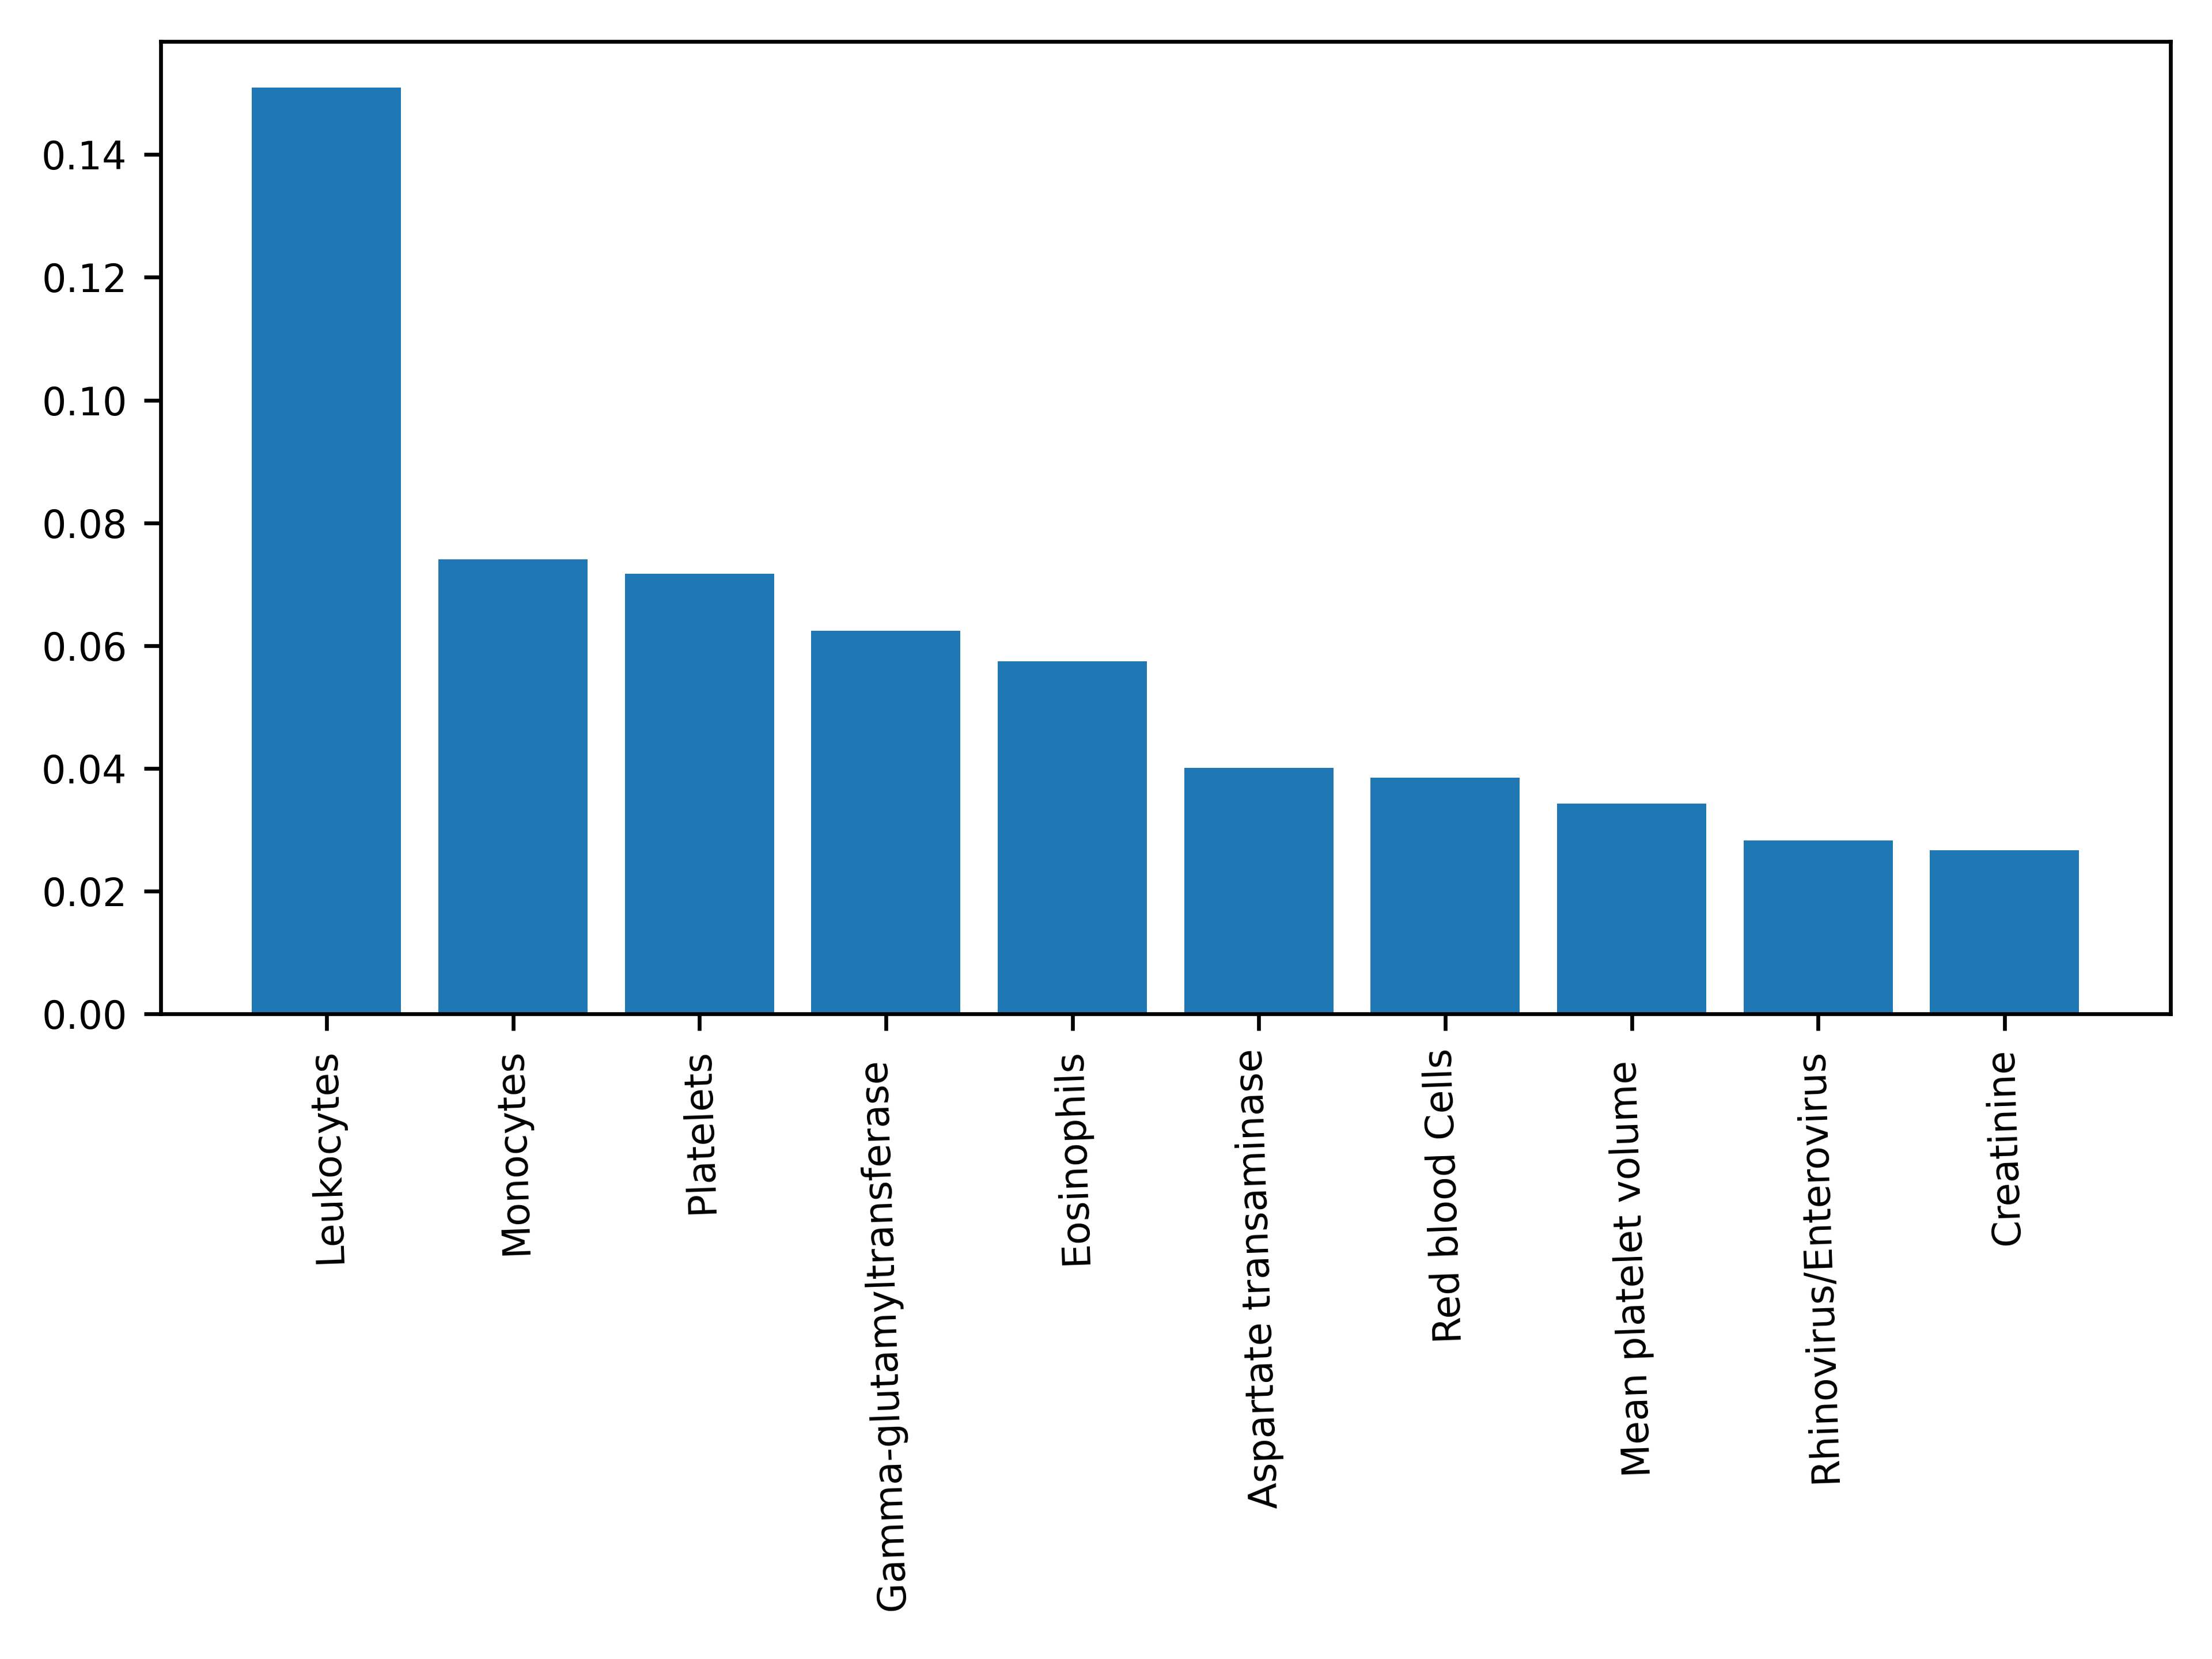 0.14
0.12
0.10
0.08
0.06
0.04
0.02
0.00
Leukocytes
Monocytes
Platelets
Gamma-glutamyltransferase
Eosinophils
Aspartate transaminase
Red blood Cells
Mean platelet volume
Rhinovirus/Enterovirus
Creatinine